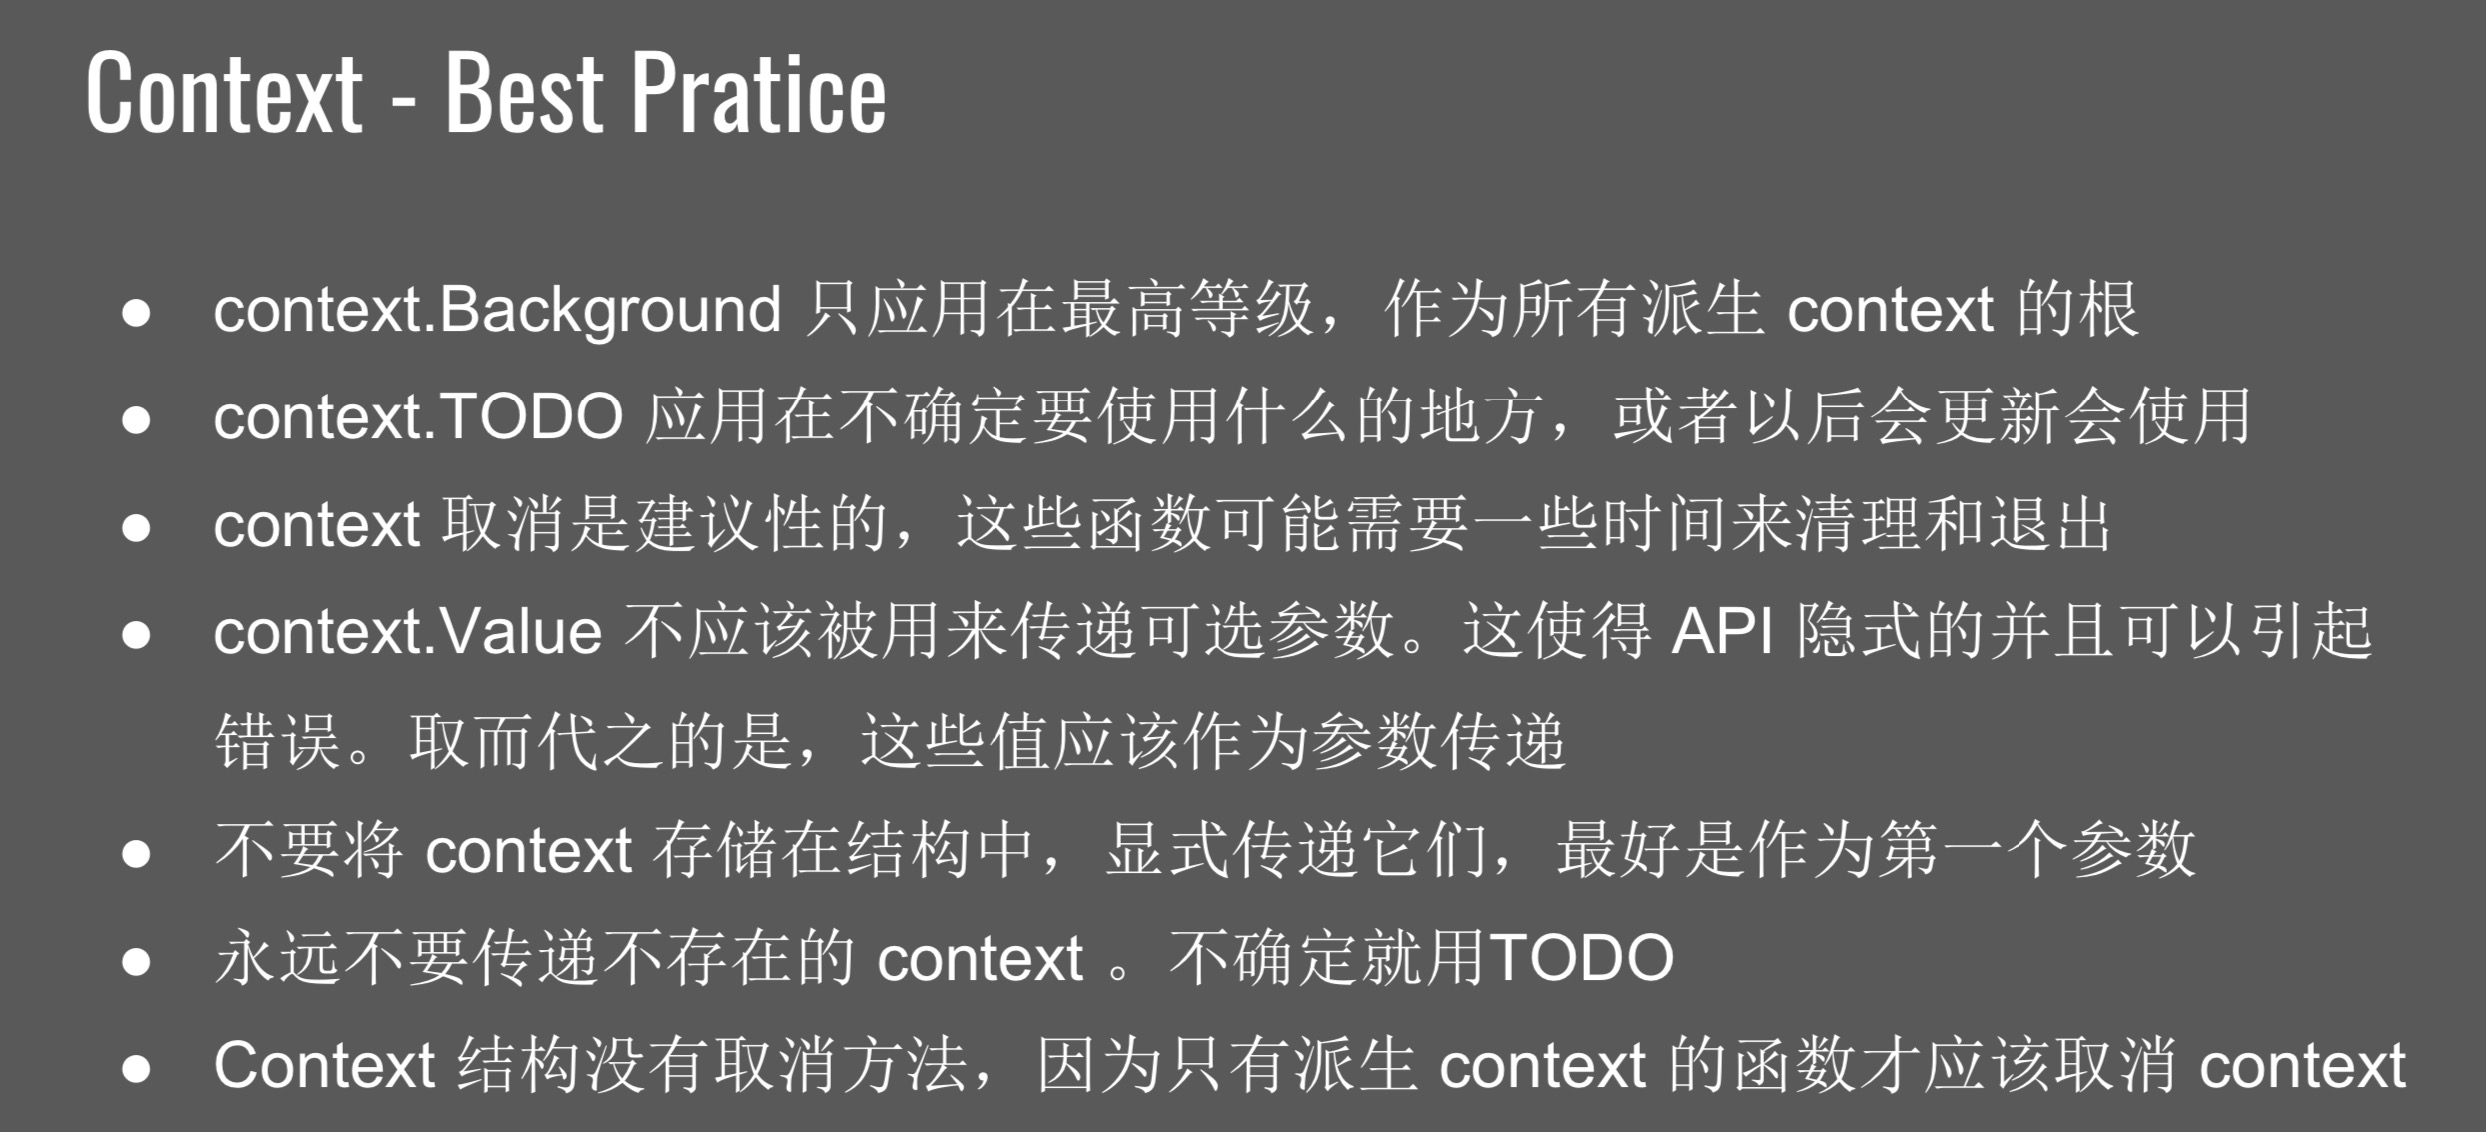 Context - Best Pratice
● context.Background 只应用在最高等级，作为所有派生 context 的根
● context.TODO 应用在不确定要使用什么的地方，或者以后会更新会使用
● context 取消是建议性的，这些函数可能需要一些时间来清理和退出
● context.Value 不应该被用来传递可选参数。这使得 API 隐式的并且可以引起
错误。取而代之的是，这些值应该作为参数传递
● 不要将 context 存储在结构中，显式传递它们，最好是作为第一个参数
● 永远不要传递不存在的 context 。不确定就用TODO
● Context 结构没有取消方法，因为只有派生 context 的函数才应该取消 context